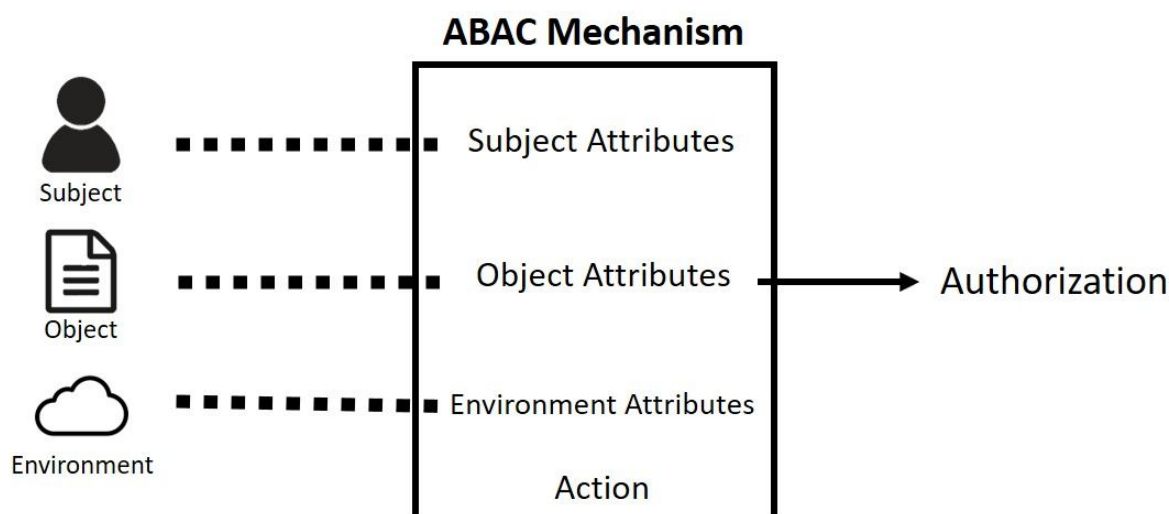 ABAC Mechanism
Subject
Subject Attributes
Object
Object Attributes
Authorization
Environment
Environment Attributes
Action